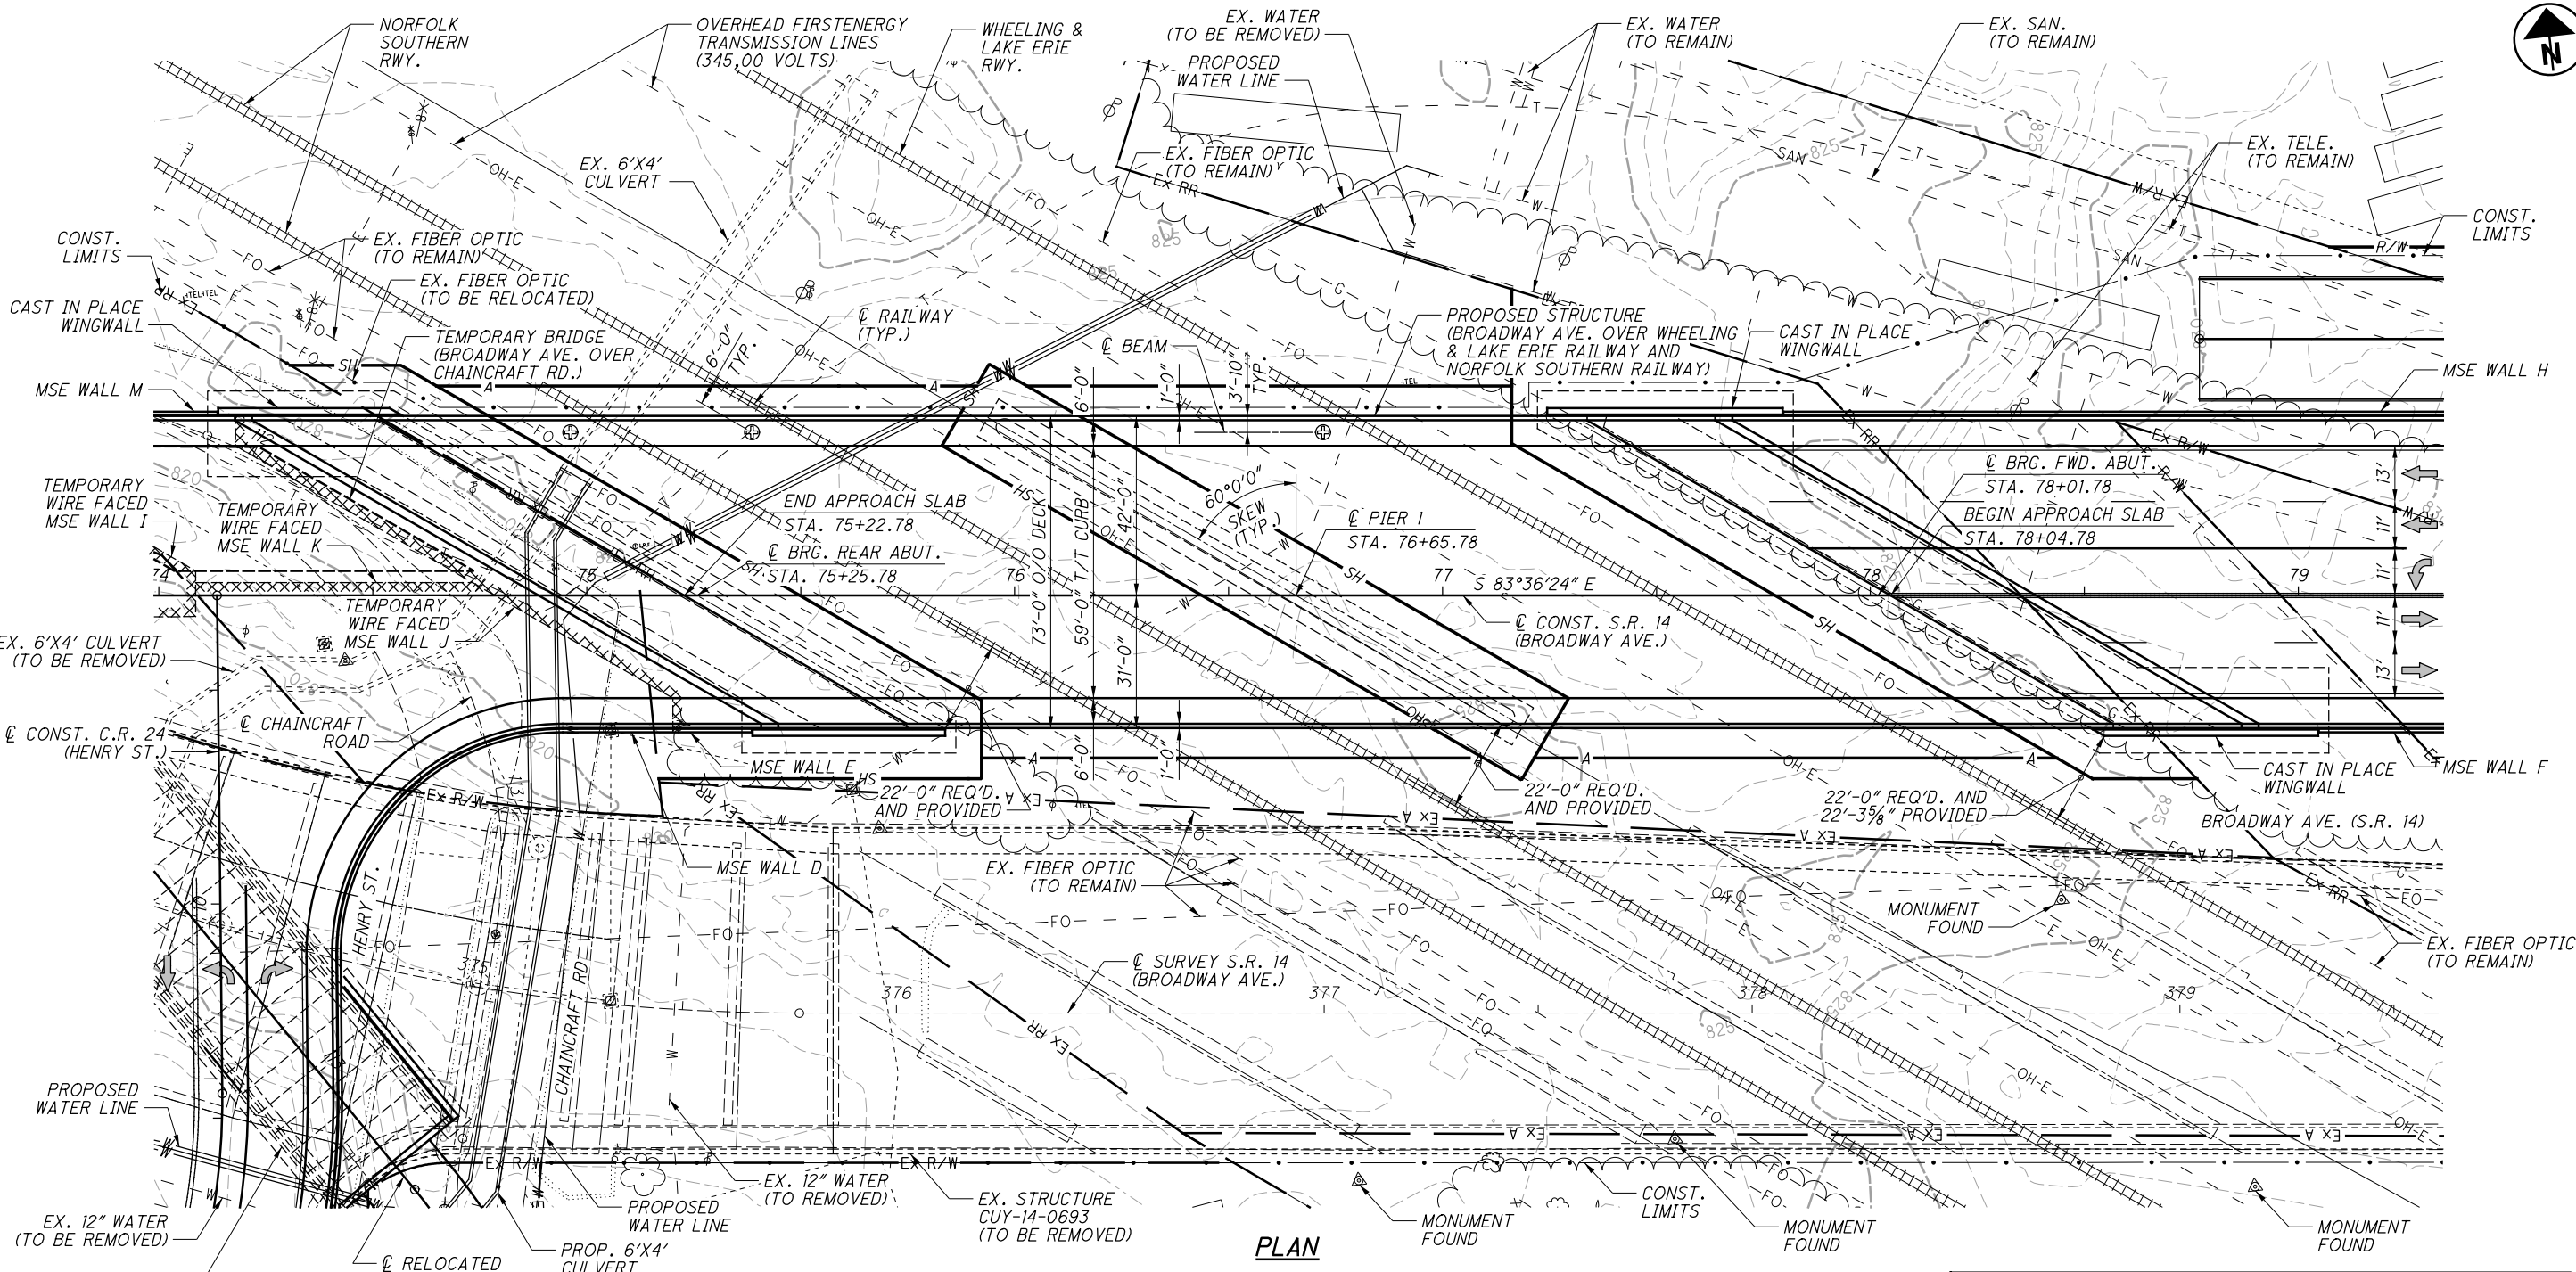 NORFOLK
SOUTHERN
RWY.
OVERHEAD FIRSTENERGY
TRANSMISSION LINES
(345,00 VOLTS)
WHEELING &
LAKE ERIE
RWY.
EX. WATER
(TO BE REMOVED)
PROPOSED
WATER LINE
EX. WATER
(TO REMAIN)
EX. SAN.
(TO REMAIN)
N
EX. TELE.
(TO REMAIN)
EX. FIBER OPTIC
(TO REMAIN)
EX. 6'X4'
CULVERT
CONST.
LIMITS
CONST.
LIMITS
EX. FIBER OPTIC
(TO REMAIN)
EX. FIBER OPTIC
(TO BE RELOCATED)
CAST IN PLACE
WINGWALL
TEMPORARY BRIDGE
(BROADWAY AVE. OVER
CHAINCRAFT RD.)
℄ RAILWAY
(TYP.)
6'-0"
TYP.
℄ BEAM
PROPOSED STRUCTURE
(BROADWAY AVE. OVER WHEELING
& LAKE ERIE RAILWAY AND
NORFOLK SOUTHERN RAILWAY)
CAST IN PLACE
WINGWALL
MSE WALL M
MSE WALL H
6'-0"
1'-0"
3'-10"
TYP.
TEMPORARY
WIRE FACED
MSE WALL I
TEMPORARY
WIRE FACED
MSE WALL K
END APPROACH SLAB
STA. 75+22.78
℄ BRG. REAR ABUT.
STA. 75+25.78
60°0'0"
SKEW
(TYP.)
℄ PIER 1
STA. 76+65.78
℄ BRG. FWD. ABUT.
STA. 78+01.78
BEGIN APPROACH SLAB
STA. 78+04.78
13'
11'
11'
11'
13'
74
75
76
77
78
79
S 83°36'24" E
73'-0" O/O DECK
59'-0" T/T CURB
42'-0"
31'-0"
TEMPORARY
WIRE FACED
MSE WALL J
℄ CONST. S.R. 14
(BROADWAY AVE.)
EX. 6'X4' CULVERT
(TO BE REMOVED)
℄ CHAINCRAFT
ROAD
℄ CONST. C.R. 24
(HENRY ST.)
MSE WALL E
6'-0"
1'-0"
22'-0" REQ'D.
AND PROVIDED
22'-0" REQ'D.
AND PROVIDED
22'-0" REQ'D. AND
22'-3⅝" PROVIDED
CAST IN PLACE
WINGWALL
MSE WALL F
BROADWAY AVE. (S.R. 14)
MSE WALL D
EX. FIBER OPTIC
(TO REMAIN)
MONUMENT
FOUND
EX. FIBER OPTIC
(TO REMAIN)
HENRY ST.
CHAINCRAFT RD
℄ SURVEY S.R. 14
(BROADWAY AVE.)
375
376
377
378
379
PROPOSED
WATER LINE
EX. 12" WATER
(TO BE REMOVED)
℄ RELOCATED
PROP. 6'X4'
CULVERT
PROPOSED
WATER LINE
EX. 12" WATER
(TO REMOVED)
EX. STRUCTURE
CUY-14-0693
(TO BE REMOVED)
MONUMENT
FOUND
CONST.
LIMITS
MONUMENT
FOUND
MONUMENT
FOUND
PLAN